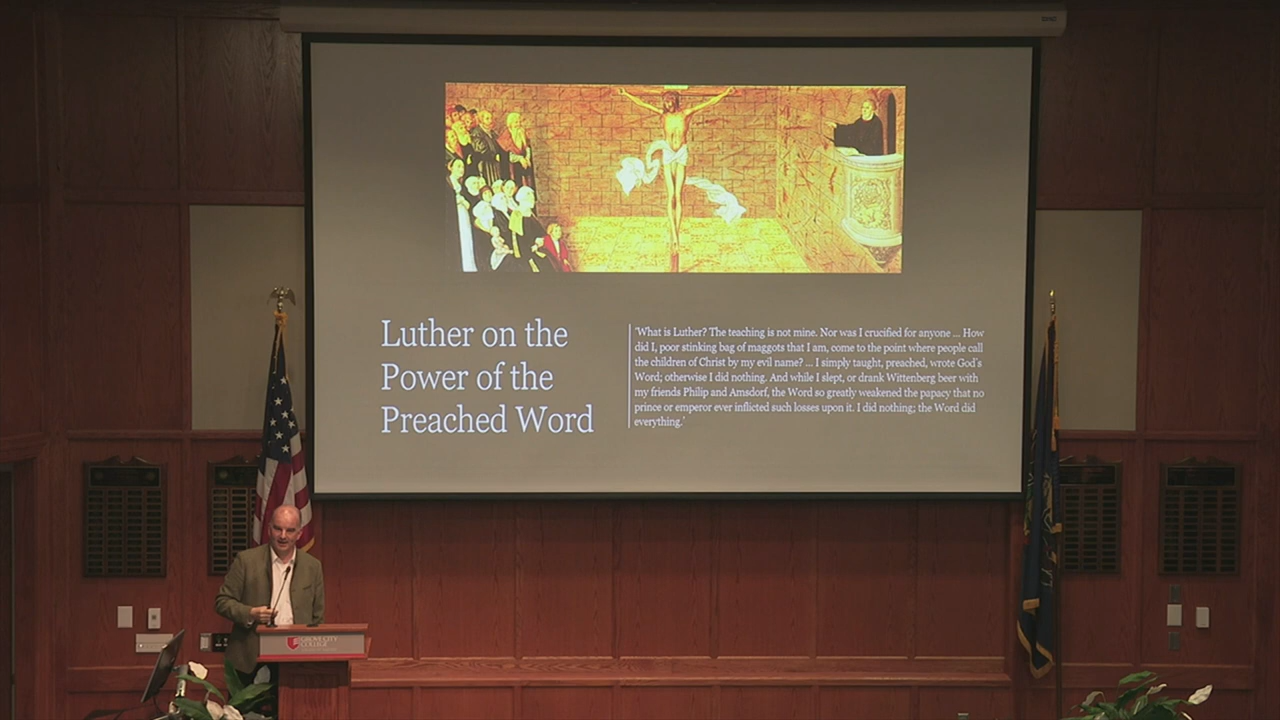 Luther on the
Power of the
Preached Word
'What is Luther? The teaching is not mine. Nor was I crucified for anyone ... How
did I, poor stinking bag of maggots that I am, come to the point where people call
the children of Christ by my evil name? ... I simply taught, preached, wrote God's
Word; otherwise I did nothing. And while I slept, or drank Wittenberg beer with
my friends Philip and Amsdorf, the Word so greatly weakened the papacy that no
prince or emperor ever inflicted such losses upon it. I did nothing; the Word did
everything.'
GROVE CITY
COLLEGE